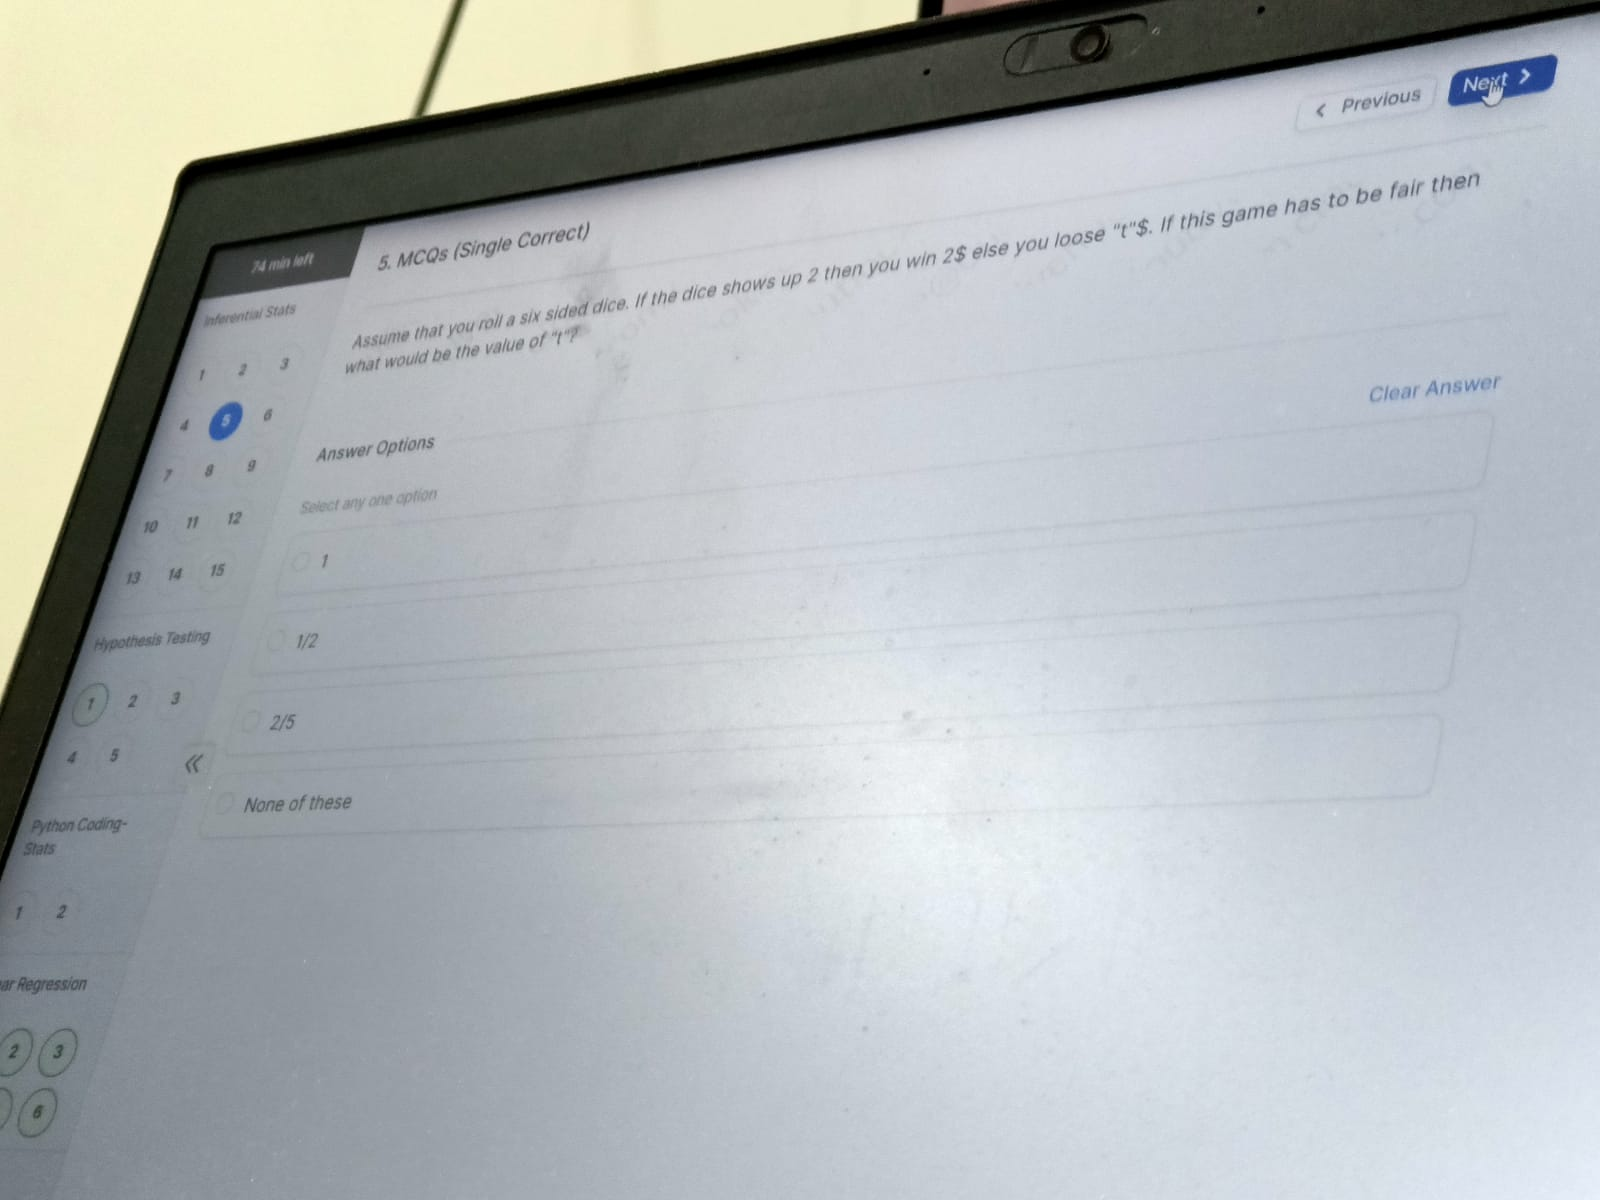 Previous
Next
74 min left
5. MCQs (Single Correct)
Inferential Stats
Assume that you roll a six sided dice. If the dice shows up 2 then you win 2$ else you loose "t"$. If this game has to be fair then
what would be the value of "t"?
1 2 3
4 5 6
7 8 9
10 11 12
13 14 15
Clear Answer
Answer Options
Select any one option
1
1/2
2/5
None of these
Hypothesis Testing
1 2 3
4 5
Python Coding-
Stats
1 2
ar Regression
2 3
6